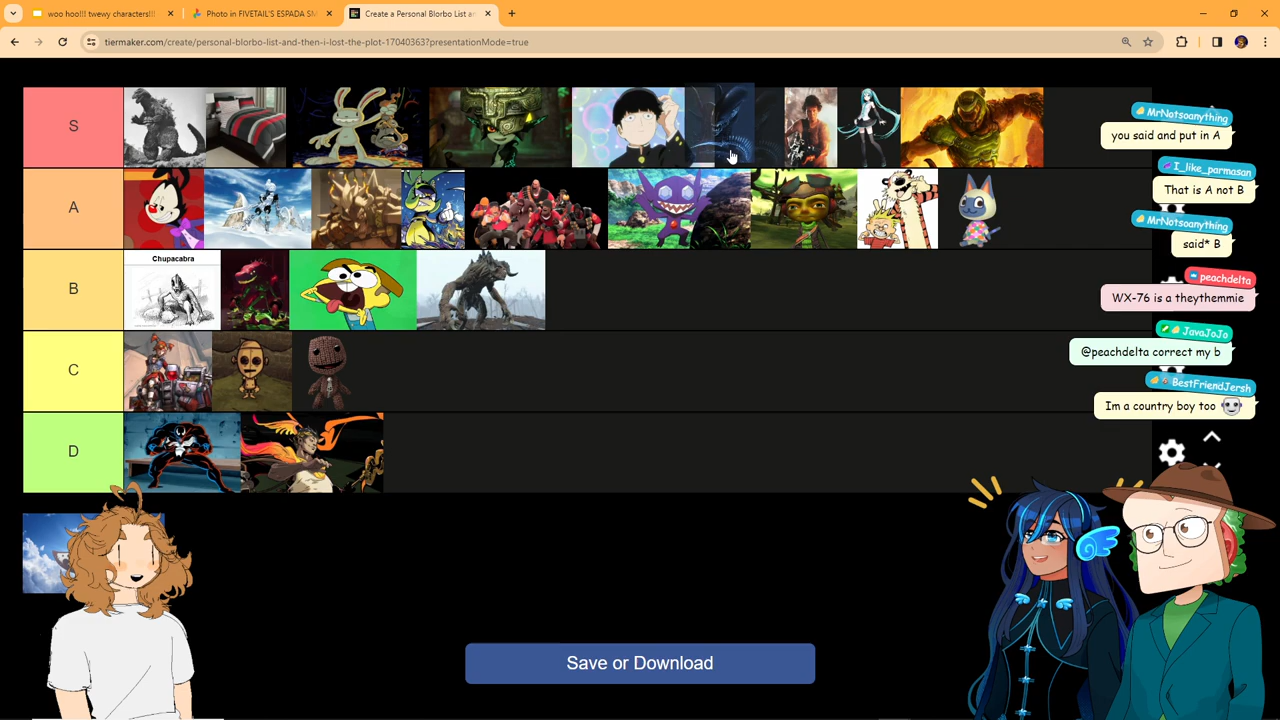 woo hoo!!! twewy characters!!!
Photo in FIVETAIL'S ESPADA SM
Create a Personal Blorbo List a
tiermaker.com/create/personal-blorbo-list-and-then-i-lost-the-plot-17040363?presentationMode=true
S
A
B
Chupacabra
C
D
MrNotsoanything
you said and put in A
I_like_parmasan
That is A not B
MrNotsoanything
said* B
peachdelta
WX-76 is a theythemmie
JavaJoJo
@peachdelta correct my b
BestFriendJersh
Im a country boy too
Save or Download